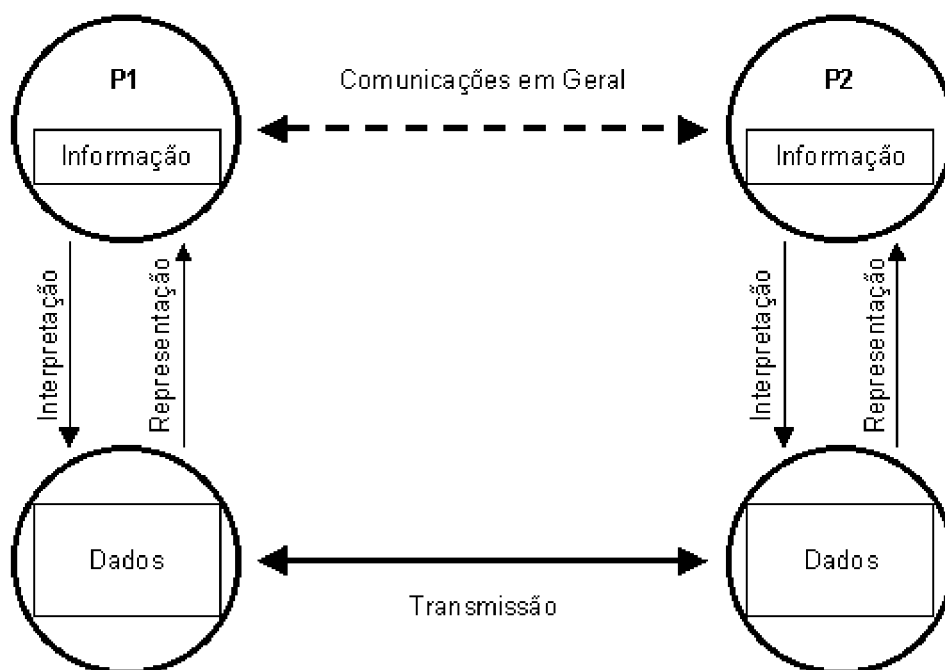 P1
Comunicações em Geral
P2
Informação
Informação
Interpretação
Representação
Interpretação
Representação
Dados
Dados
Transmissão